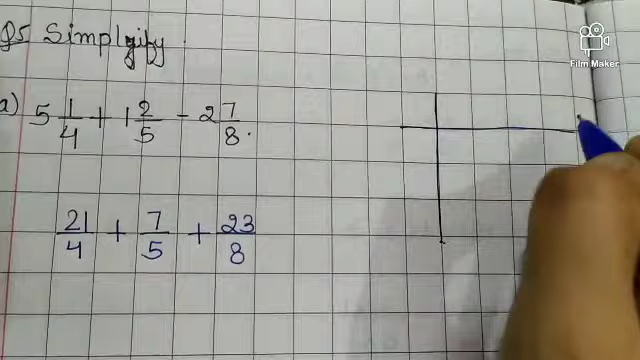 Q5 Simplify.
a) 5 1/4 + 1 2/5 - 2 7/8.
21/4 + 7/5 + 23/8
Film Maker